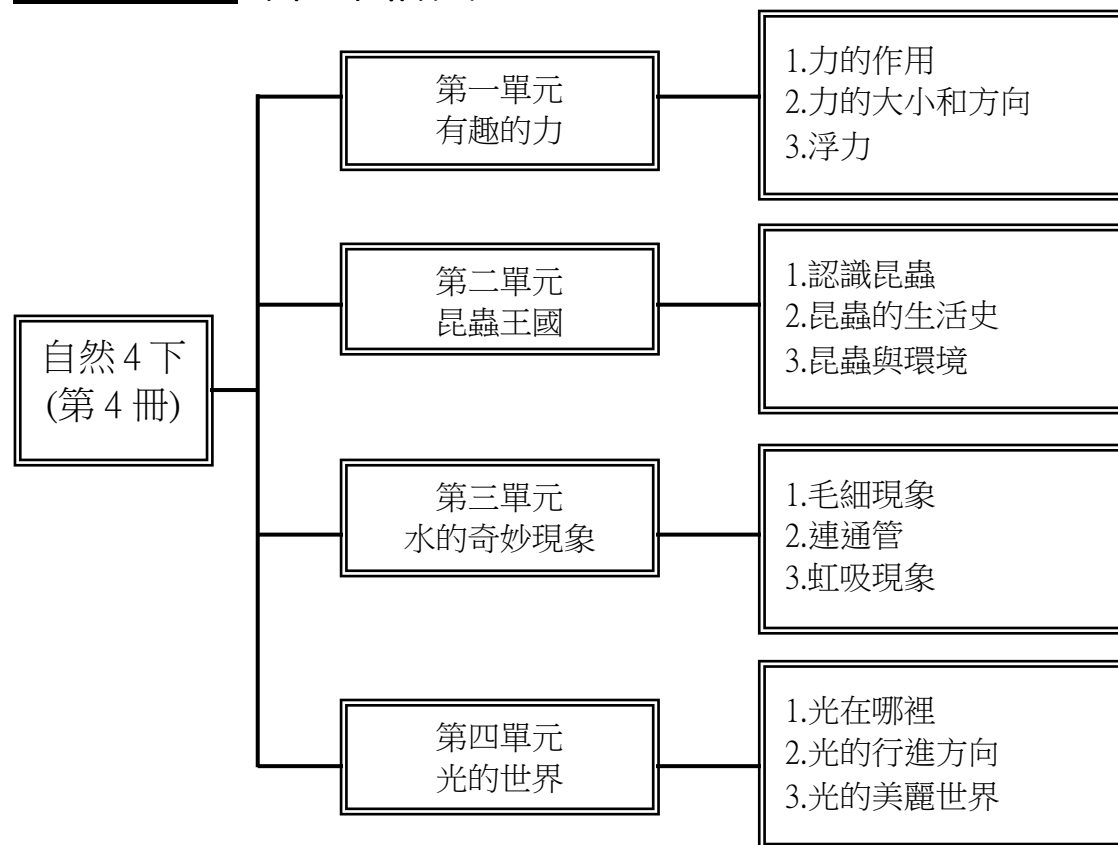 自然4下
(第4冊)
第一單元
有趣的力
1.力的作用
2.力的大小和方向
3.浮力
第二單元
昆蟲王國
1.認識昆蟲
2.昆蟲的生活史
3.昆蟲與環境
第三單元
水的奇妙現象
1.毛細現象
2.連通管
3.虹吸現象
第四單元
光的世界
1.光在哪裡
2.光的行進方向
3.光的美麗世界